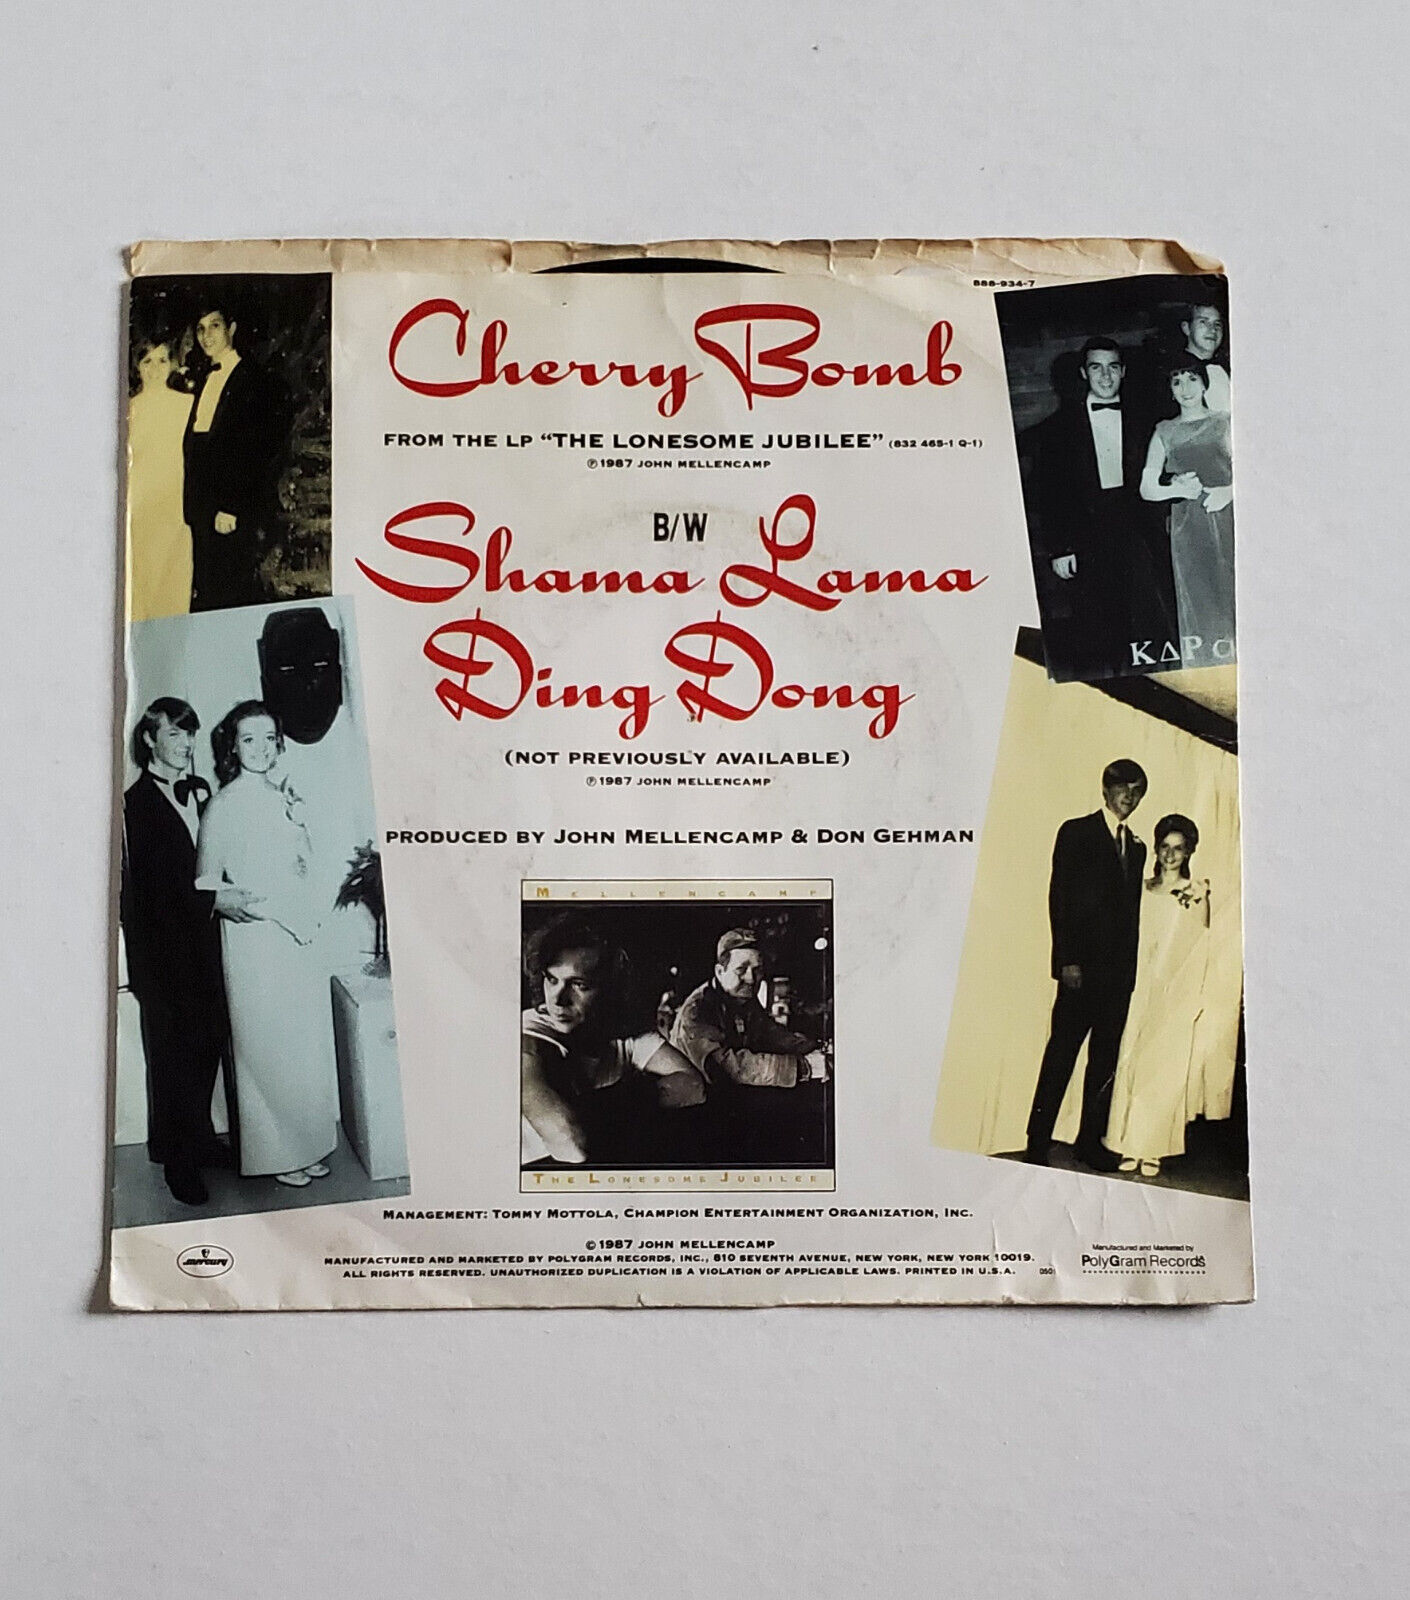 888-934-7
Cherry Bomb
FROM THE LP “THE LONESOME JUBILEE” (832 465-1 Q-1)
℗1987 JOHN MELLENCAMP
B/W
Shama Lama
Ding Dong
(NOT PREVIOUSLY AVAILABLE)
℗1987 JOHN MELLENCAMP
PRODUCED BY JOHN MELLENCAMP & DON GEHMAN
ΚΔΡ
MELLENCAMP
THE LONESOME JUBILEE
MANAGEMENT: TOMMY MOTTOLA, CHAMPION ENTERTAINMENT ORGANIZATION, INC.
©1987 JOHN MELLENCAMP
MANUFACTURED AND MARKETED BY POLYGRAM RECORDS, INC., 810 SEVENTH AVENUE, NEW YORK, NEW YORK 10019.
ALL RIGHTS RESERVED. UNAUTHORIZED DUPLICATION IS A VIOLATION OF APPLICABLE LAWS. PRINTED IN U.S.A.
mercury
Manufactured and Marketed by
PolyGram Records